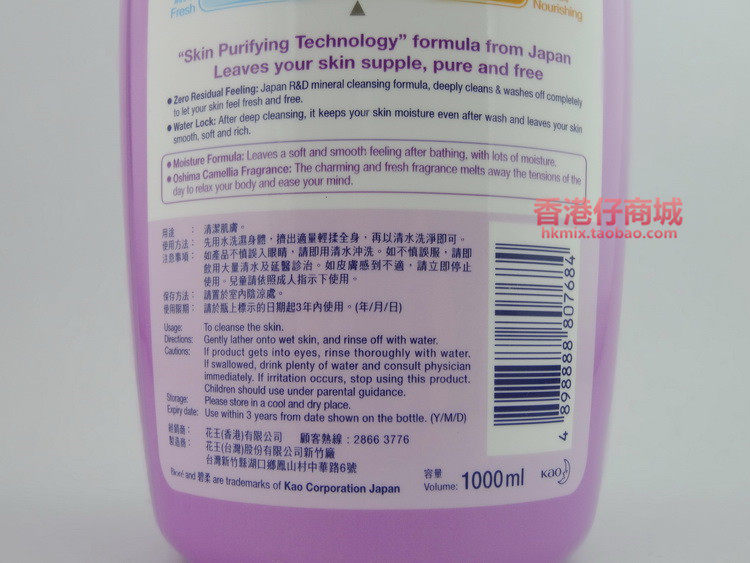 Fresh
Nourishing
“Skin Purifying Technology” formula from Japan
Leaves your skin supple, pure and free
• Zero Residual Feeling: Japan R&D mineral cleansing formula, deeply cleans & washes off completely
to let your skin feel fresh and free.
• Water Lock: After deep cleansing, it keeps your skin moisture even after wash and leaves your skin
smooth, soft and rich.
• Moisture Formula: Leaves a soft and smooth feeling after bathing, with lots of moisture.
• Oshima Camellia Fragrance: The charming and fresh fragrance melts away the tensions of the
day to relax your body and ease your mind.
香港仔商城
hkmix.taobao.com
用途 : 清潔肌膚。
使用方法: 先用水洗濕身體，擠出適量輕揉全身，再以清水洗淨即可。
注意事項: 如產品不慎誤入眼睛，請即用清水沖洗。如不慎誤服，請即
飲用大量清水及延醫診治。如皮膚感到不適，請立即停止
使用。兒童請依照成人指示下使用。
保存方法: 請置於室內陰涼處。
使用限期: 請於瓶上標示的日期起3年內使用。(年/月/日)
Usage: To cleanse the skin.
Directions: Gently lather onto wet skin, and rinse off with water.
Cautions: If product gets into eyes, rinse thoroughly with water.
If swallowed, drink plenty of water and consult physician
immediately. If irritation occurs, stop using this product.
Children should use under parental guidance.
Storage: Please store in a cool and dry place.
Expiry date: Use within 3 years from date shown on the bottle. (Y/M/D)
經銷商: 花王(香港)有限公司 顧客熱線:2866 3776
製造商: 花王(台灣)股份有限公司新竹廠
台灣新竹縣湖口鄉鳳山村中華路6號
Bioré and 碧柔 are trademarks of Kao Corporation Japan
容量
Volume: 1000ml
Kao
4 898888 807684